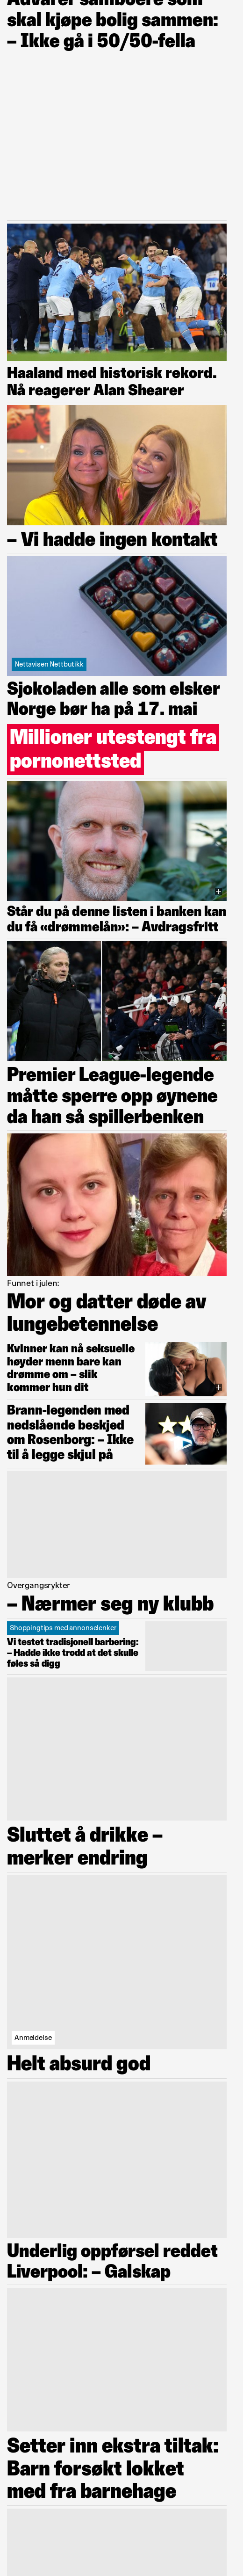 Advarer samboere som
skal kjøpe bolig sammen:
– Ikke gå i 50/50-fella
Haaland med historisk rekord.
Nå reagerer Alan Shearer
– Vi hadde ingen kontakt
Nettavisen Nettbutikk
Sjokoladen alle som elsker
Norge bør ha på 17. mai
Millioner utestengt fra
pornonettsted
Står du på denne listen i banken kan
du få «drømmelån»: – Avdragsfritt
Premier League-legende
måtte sperre opp øynene
da han så spillerbenken
Funnet i julen:
Mor og datter døde av
lungebetennelse
Kvinner kan nå seksuelle
høyder menn bare kan
drømme om – slik
kommer hun dit
Brann-legenden med
nedslående beskjed
om Rosenborg: – Ikke
til å legge skjul på
Overgangsrykter
– Nærmer seg ny klubb
Shoppingtips med annonselenker
Vi testet tradisjonell barbering:
– Hadde ikke trodd at det skulle
føles så digg
Sluttet å drikke –
merker endring
Anmeldelse
Helt absurd god
Underlig oppførsel reddet
Liverpool: – Galskap
Setter inn ekstra tiltak:
Barn forsøkt lokket
med fra barnehage